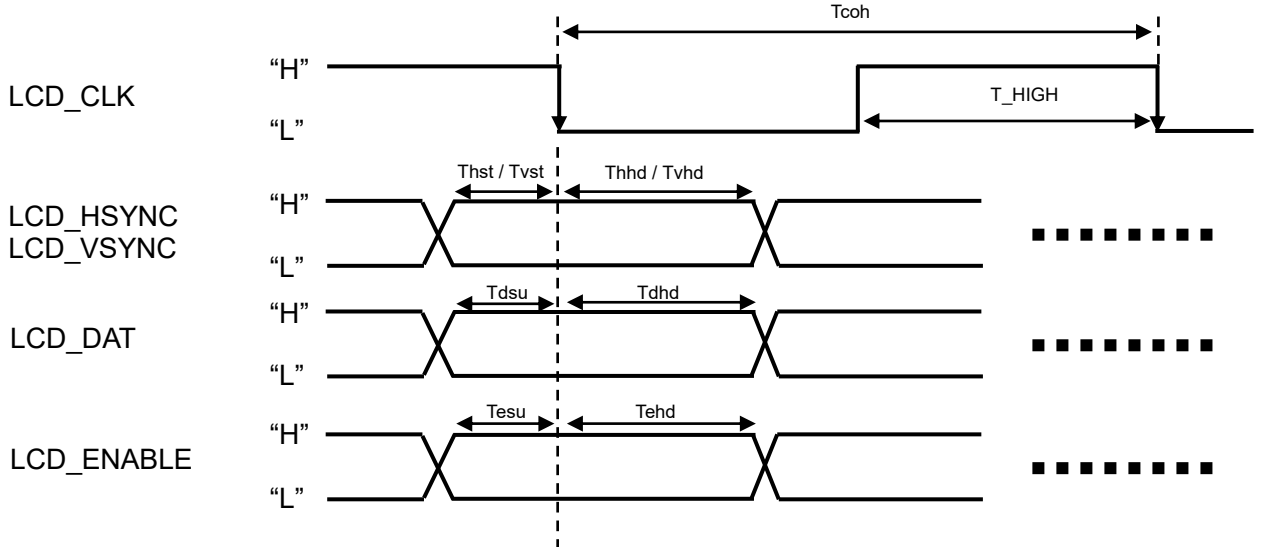 Tcoh
LCD_CLK
“H”
“L”
T_HIGH
Thst / Tvst
Thhd / Tvhd
LCD_HSYNC
LCD_VSYNC
“H”
“L”
Tdsu
Tdhd
LCD_DAT
“H”
“L”
Tesu
Tehd
LCD_ENABLE
“H”
“L”